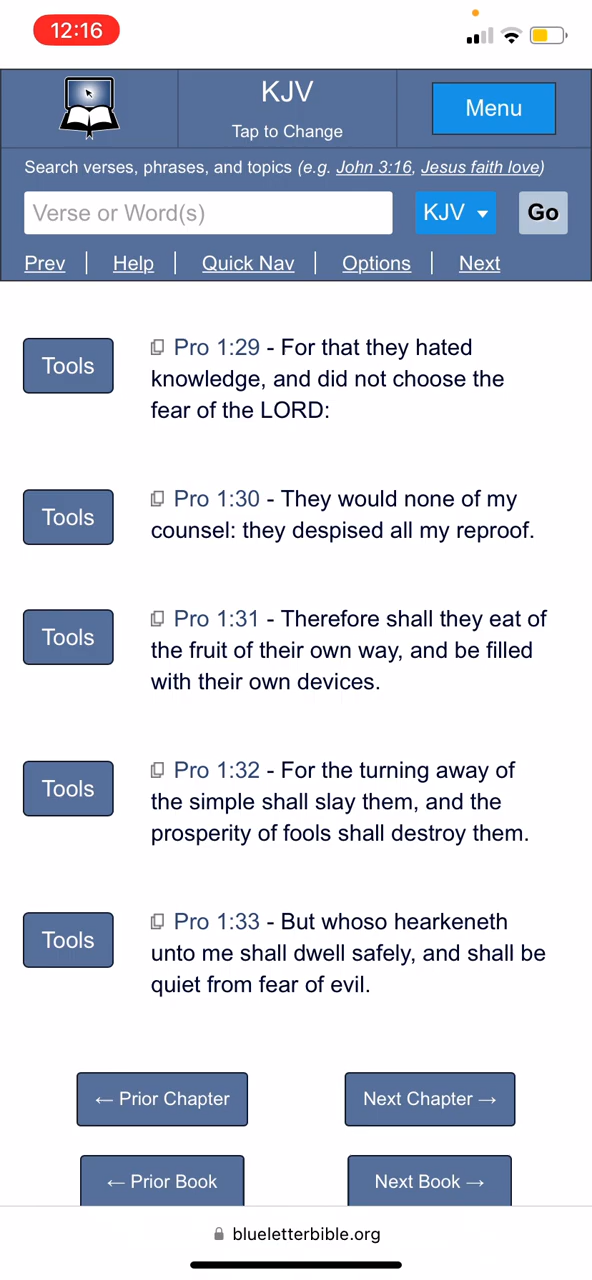 12:16
KJV
Tap to Change
Menu
Search verses, phrases, and topics (e.g. John 3:16, Jesus faith love)
Verse or Word(s)
KJV
Go
Prev | Help | Quick Nav | Options | Next
Tools
Pro 1:29 - For that they hated
knowledge, and did not choose the
fear of the LORD:
Tools
Pro 1:30 - They would none of my
counsel: they despised all my reproof.
Tools
Pro 1:31 - Therefore shall they eat of
the fruit of their own way, and be filled
with their own devices.
Tools
Pro 1:32 - For the turning away of
the simple shall slay them, and the
prosperity of fools shall destroy them.
Tools
Pro 1:33 - But whoso hearkeneth
unto me shall dwell safely, and shall be
quiet from fear of evil.
← Prior Chapter
Next Chapter →
← Prior Book
Next Book →
blueletterbible.org